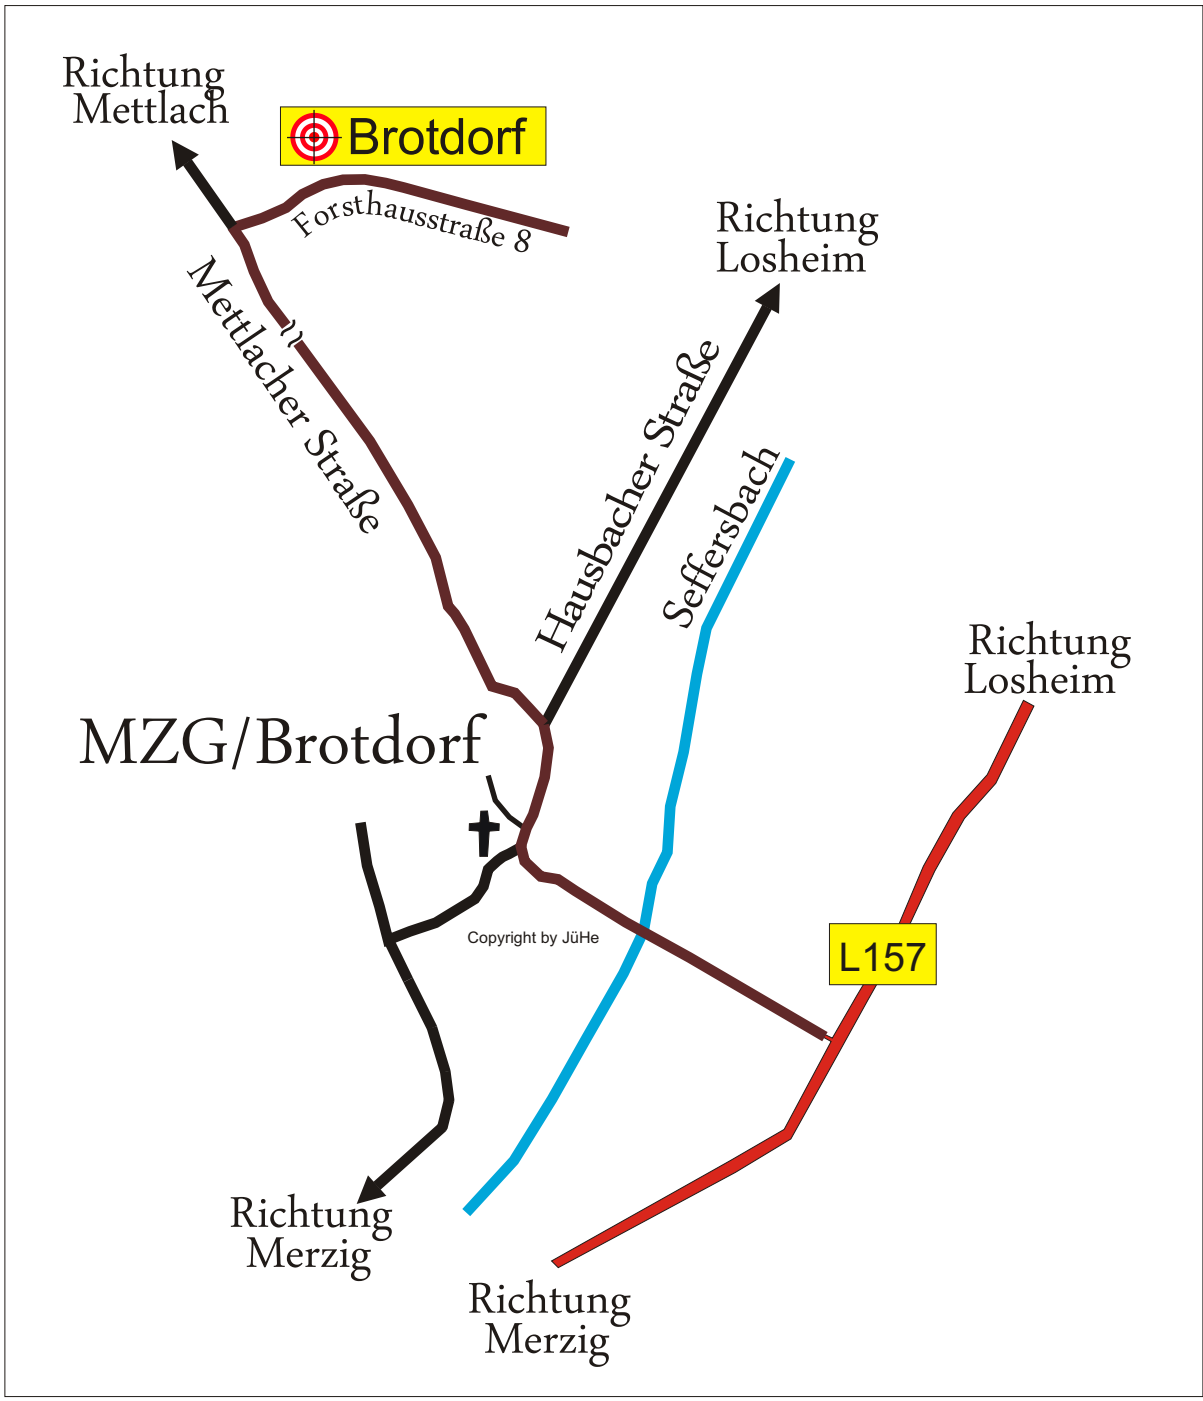 Richtung
Mettlach
Brotdorf
Forsthausstraße 8
Richtung
Losheim
Mettlacher Straße
Hausbacher Straße
Seffersbach
Richtung
Losheim
MZG/Brotdorf
Copyright by JüHe
L157
Richtung
Merzig
Richtung
Merzig